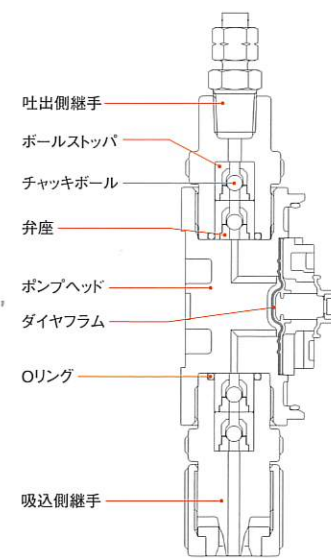 吐出側継手
ボールストッパ
チャッキボール
弁座
ポンプヘッド
ダイヤフラム
Oリング
吸込側継手